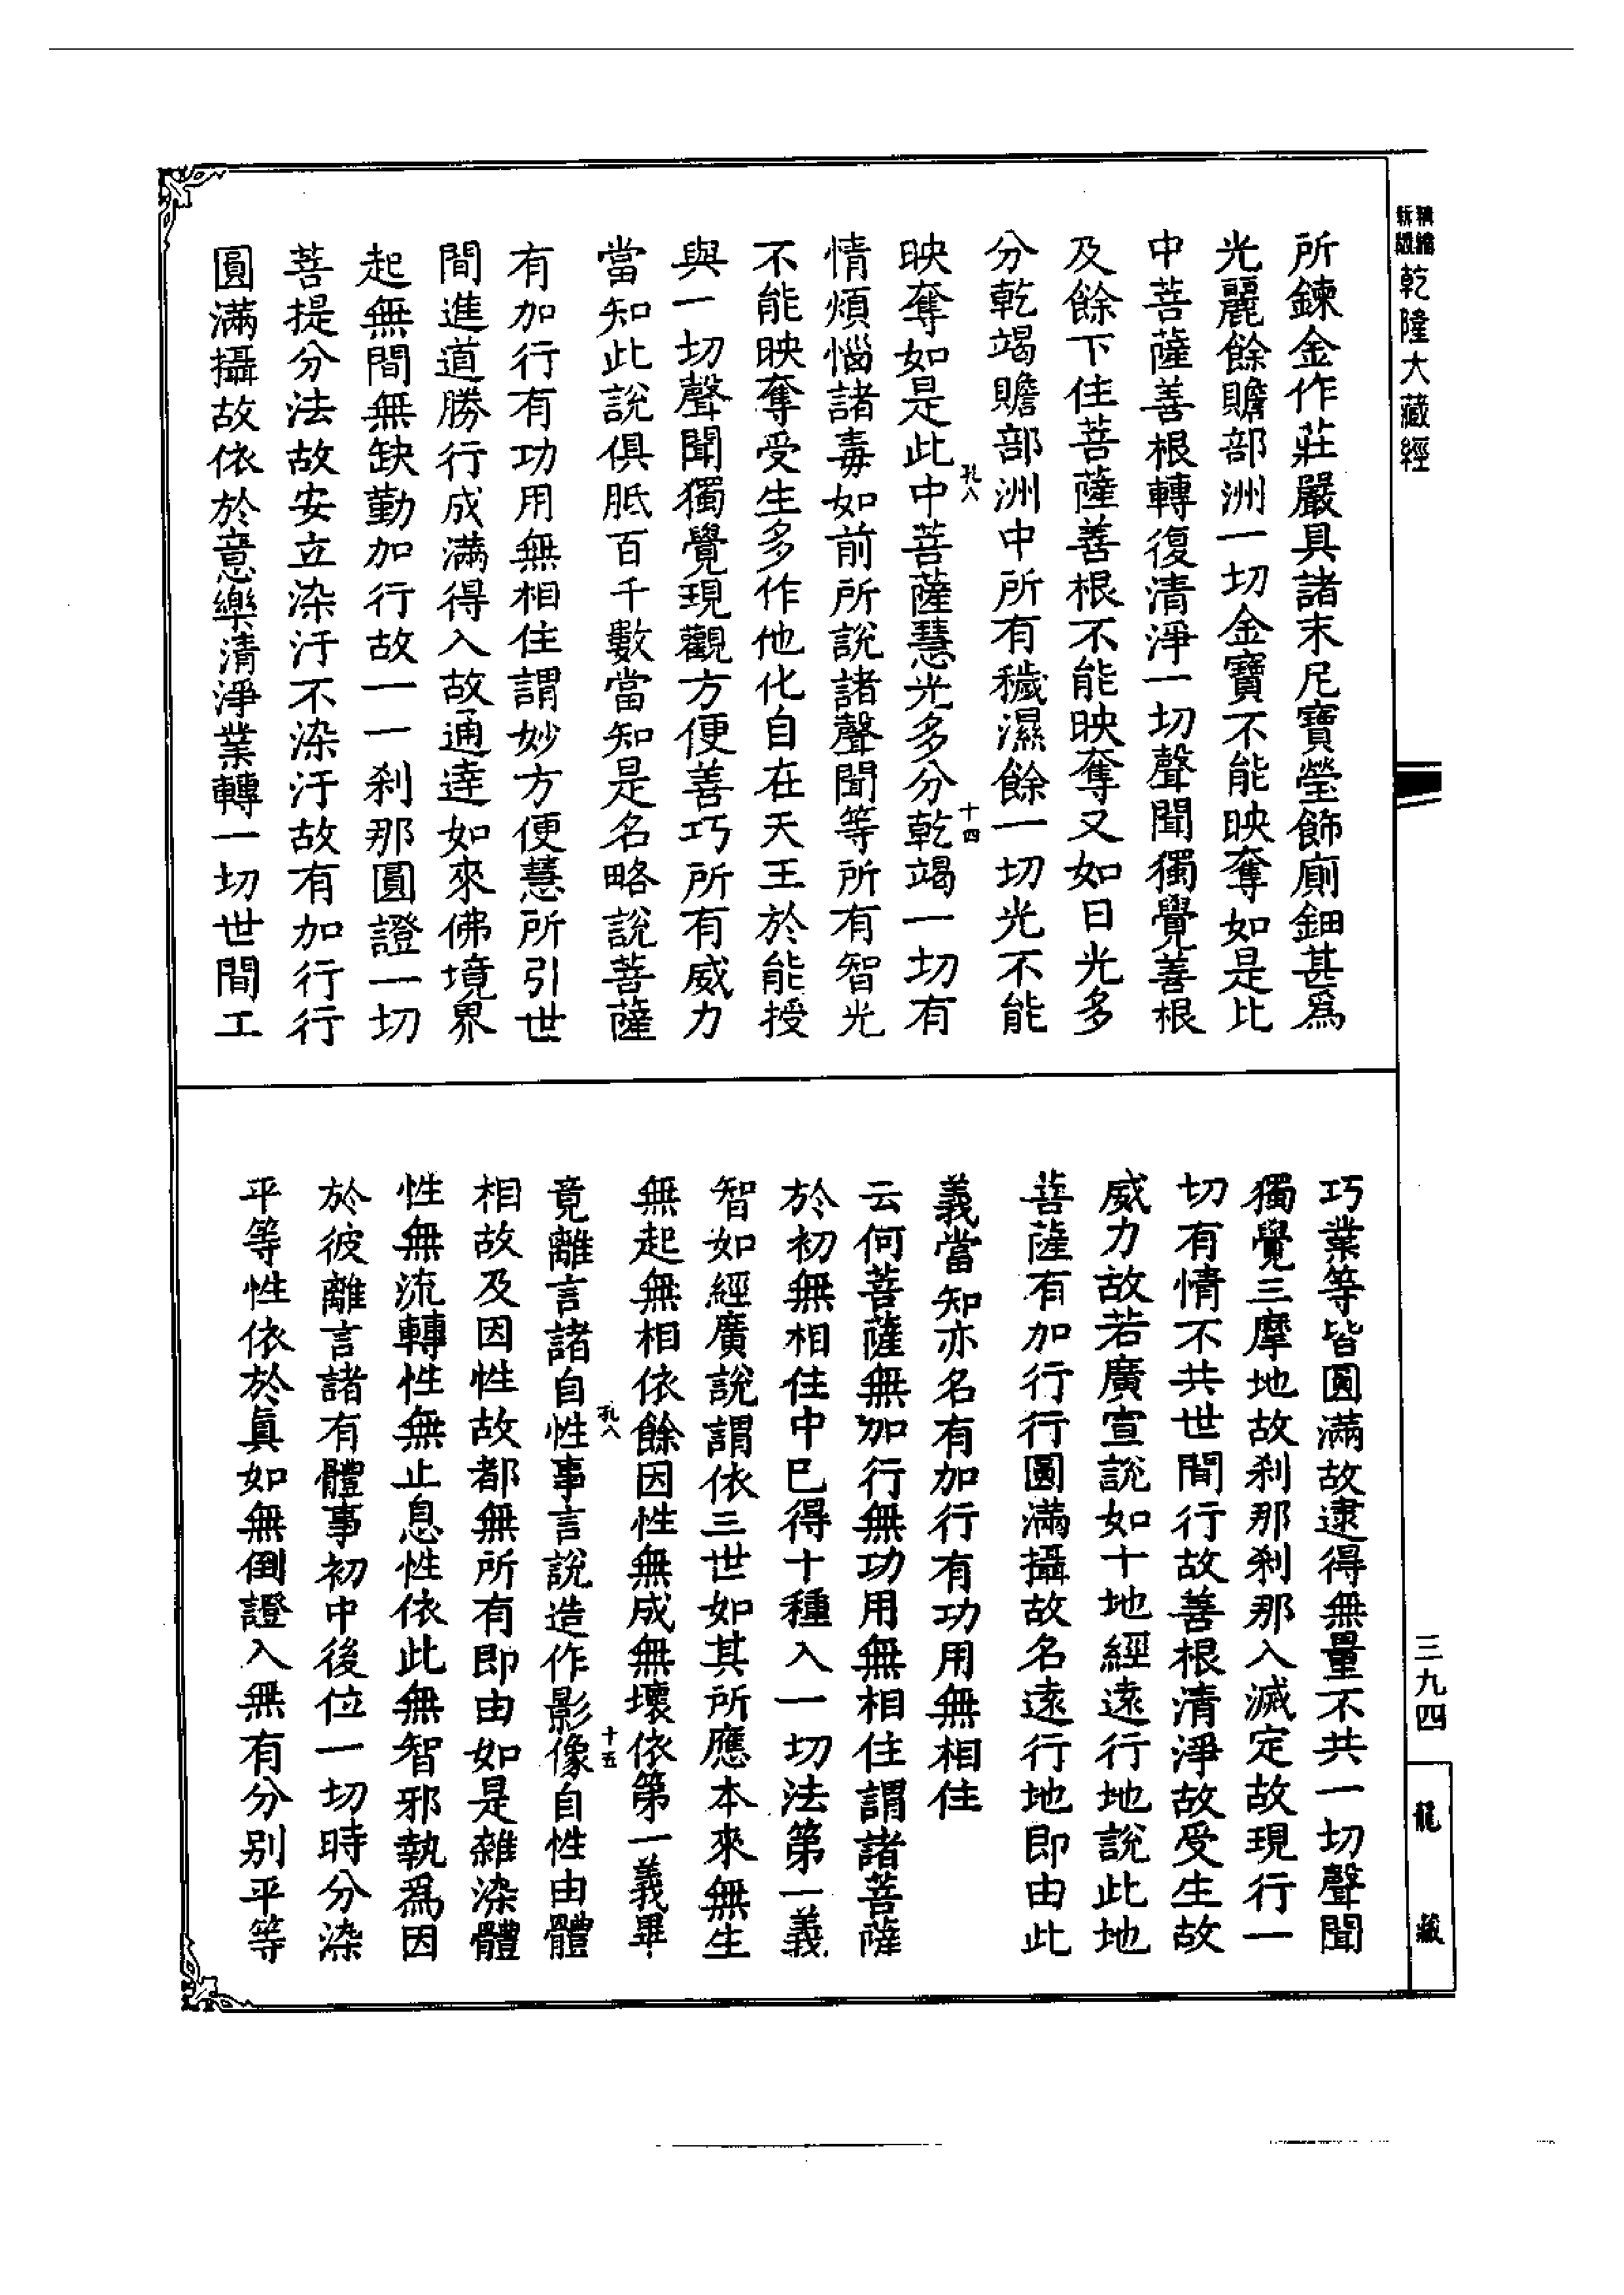 精繪
新鐫
乾隆大藏經
所鍊金作莊嚴具諸末尼寶瑩飾廁鈿甚爲
光麗餘贍部洲一切金寶不能映奪如是此
中菩薩善根轉復清淨一切聲聞獨覺善根
及餘下住菩薩善根不能映奪又如日光多
分乾竭贍部洲中所有穢濕餘一切光不能
孔八
十四
映奪如是此中菩薩慧光多分乾竭一切有
情煩惱諸毒如前所說諸聲聞等所有智光
不能映奪受生多作他化自在天王於能授
與一切聲聞獨覺現觀方便善巧所有威力
當知此說俱胝百千數當知是名略說菩薩
有加行有功用無相住謂妙方便慧所引世
間進道勝行成滿得入故通達如來佛境界
起無間無缺勤加行故一一刹那圓證一切
菩提分法故安立染汙不染汙故有加行行
圓滿攝故依於意樂清淨業轉一切世間工
巧業等皆圓滿故逮得無量不共一切聲聞
獨覺三摩地故刹那刹那入滅定故現行一
切有情不共世間行故善根清淨故受生故
威力故若廣宣說如十地經遠行地說此地
菩薩有加行行圓滿攝故名遠行地即由此
義當知亦名有加行有功用無相住
云何菩薩無加行無功用無相住謂諸菩薩
於初無相住中已得十種入一切法第一義
智如經廣說謂依三世如其所應本來無生
無起無相依餘因性無成無壞依第一義畢
孔八
十五
竟離言諸自性事言說造作影像自性由體
相故及因性故都無所有即由如是雜染體
性無流轉性無止息性依此無智邪執爲因
於彼離言諸有體事初中後位一切時分染
平等性依於眞如無倒證入無有分别平等
三九四
龍藏